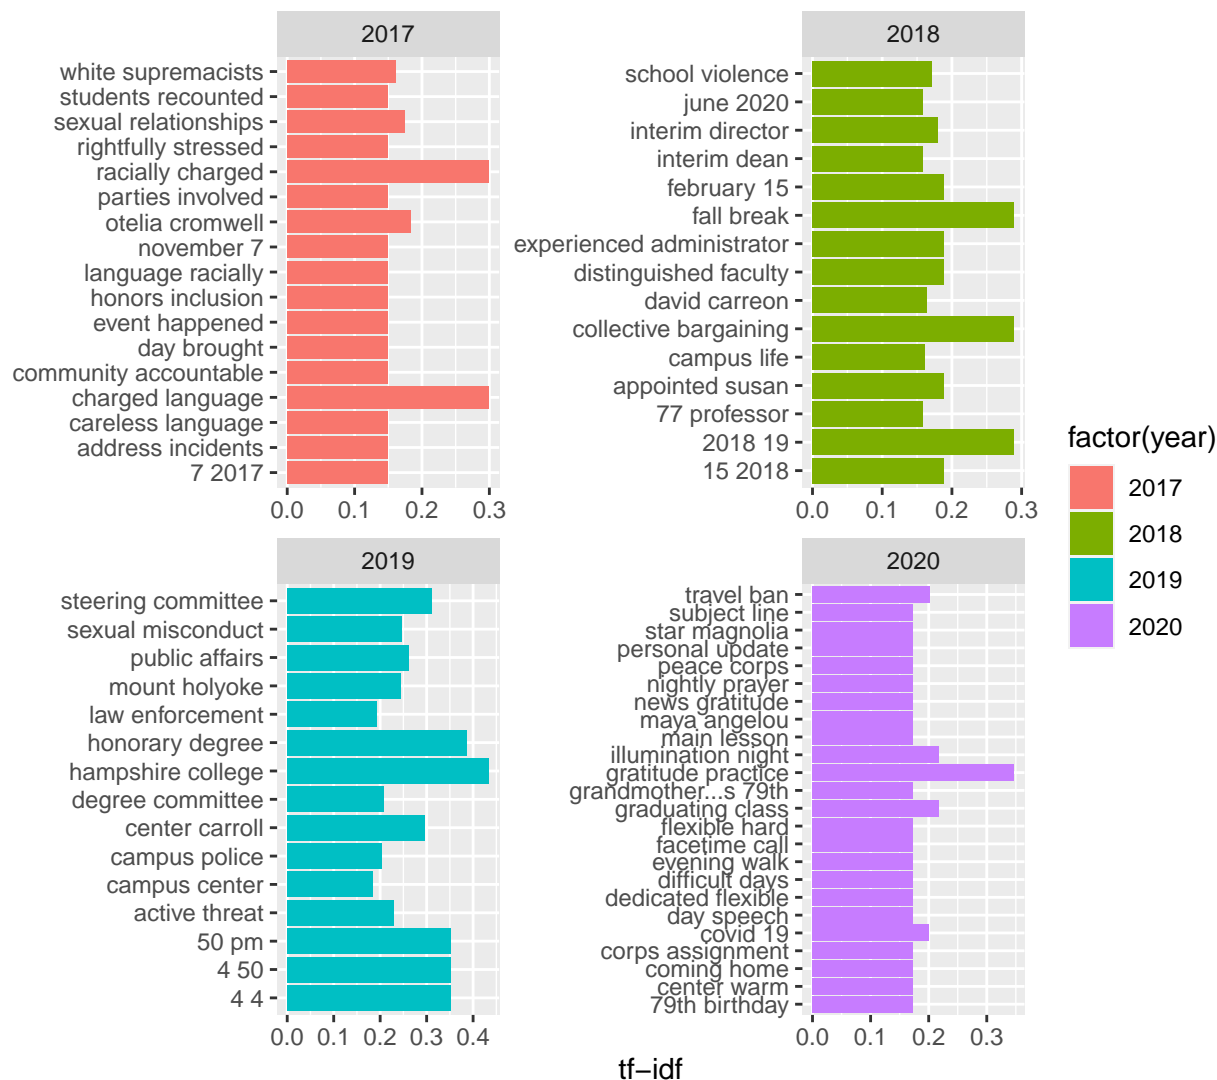 2017
white supremacists
students recounted
sexual relationships
rightfully stressed
racially charged
parties involved
otelia cromwell
november 7
language racially
honors inclusion
event happened
day brought
community accountable
charged language
careless language
address incidents
7 2017
0.0 0.1 0.2 0.3
2018
school violence
june 2020
interim director
interim dean
february 15
fall break
experienced administrator
distinguished faculty
david carreon
collective bargaining
campus life
appointed susan
77 professor
2018 19
15 2018
0.0 0.1 0.2 0.3
2019
steering committee
sexual misconduct
public affairs
mount holyoke
law enforcement
honorary degree
hampshire college
degree committee
center carroll
campus police
campus center
active threat
50 pm
4 50
4 4
0.0 0.1 0.2 0.3 0.4
2020
travel ban
subject line
star magnolia
personal update
peace corps
nightly prayer
news gratitude
maya angelou
main lesson
illumination night
gratitude practice
grandmother...s 79th
graduating class
flexible hard
facetime call
evening walk
difficult days
dedicated flexible
day speech
covid 19
corps assignment
coming home
center warm
79th birthday
0.0 0.1 0.2 0.3
tf−idf
factor(year)
2017
2018
2019
2020